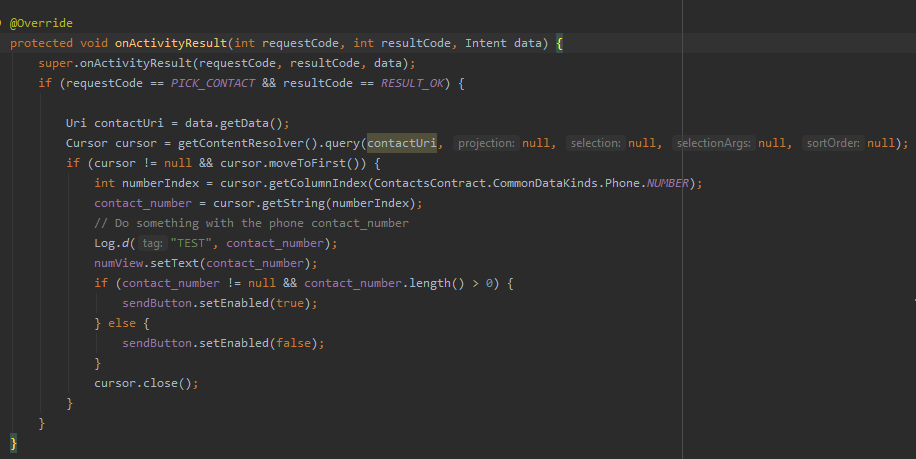 @Override
protected void onActivityResult(int requestCode, int resultCode, Intent data) {
super.onActivityResult(requestCode, resultCode, data);
if (requestCode == PICK_CONTACT && resultCode == RESULT_OK) {
Uri contactUri = data.getData();
Cursor cursor = getContentResolver().query(contactUri, projection: null, selection: null, selectionArgs: null, sortOrder: null);
if (cursor != null && cursor.moveToFirst()) {
int numberIndex = cursor.getColumnIndex(ContactsContract.CommonDataKinds.Phone.NUMBER);
contact_number = cursor.getString(numberIndex);
// Do something with the phone contact_number
Log.d( tag: "TEST", contact_number);
numView.setText(contact_number);
if (contact_number != null && contact_number.length() > 0) {
sendButton.setEnabled(true);
} else {
sendButton.setEnabled(false);
}
cursor.close();
}
}
}